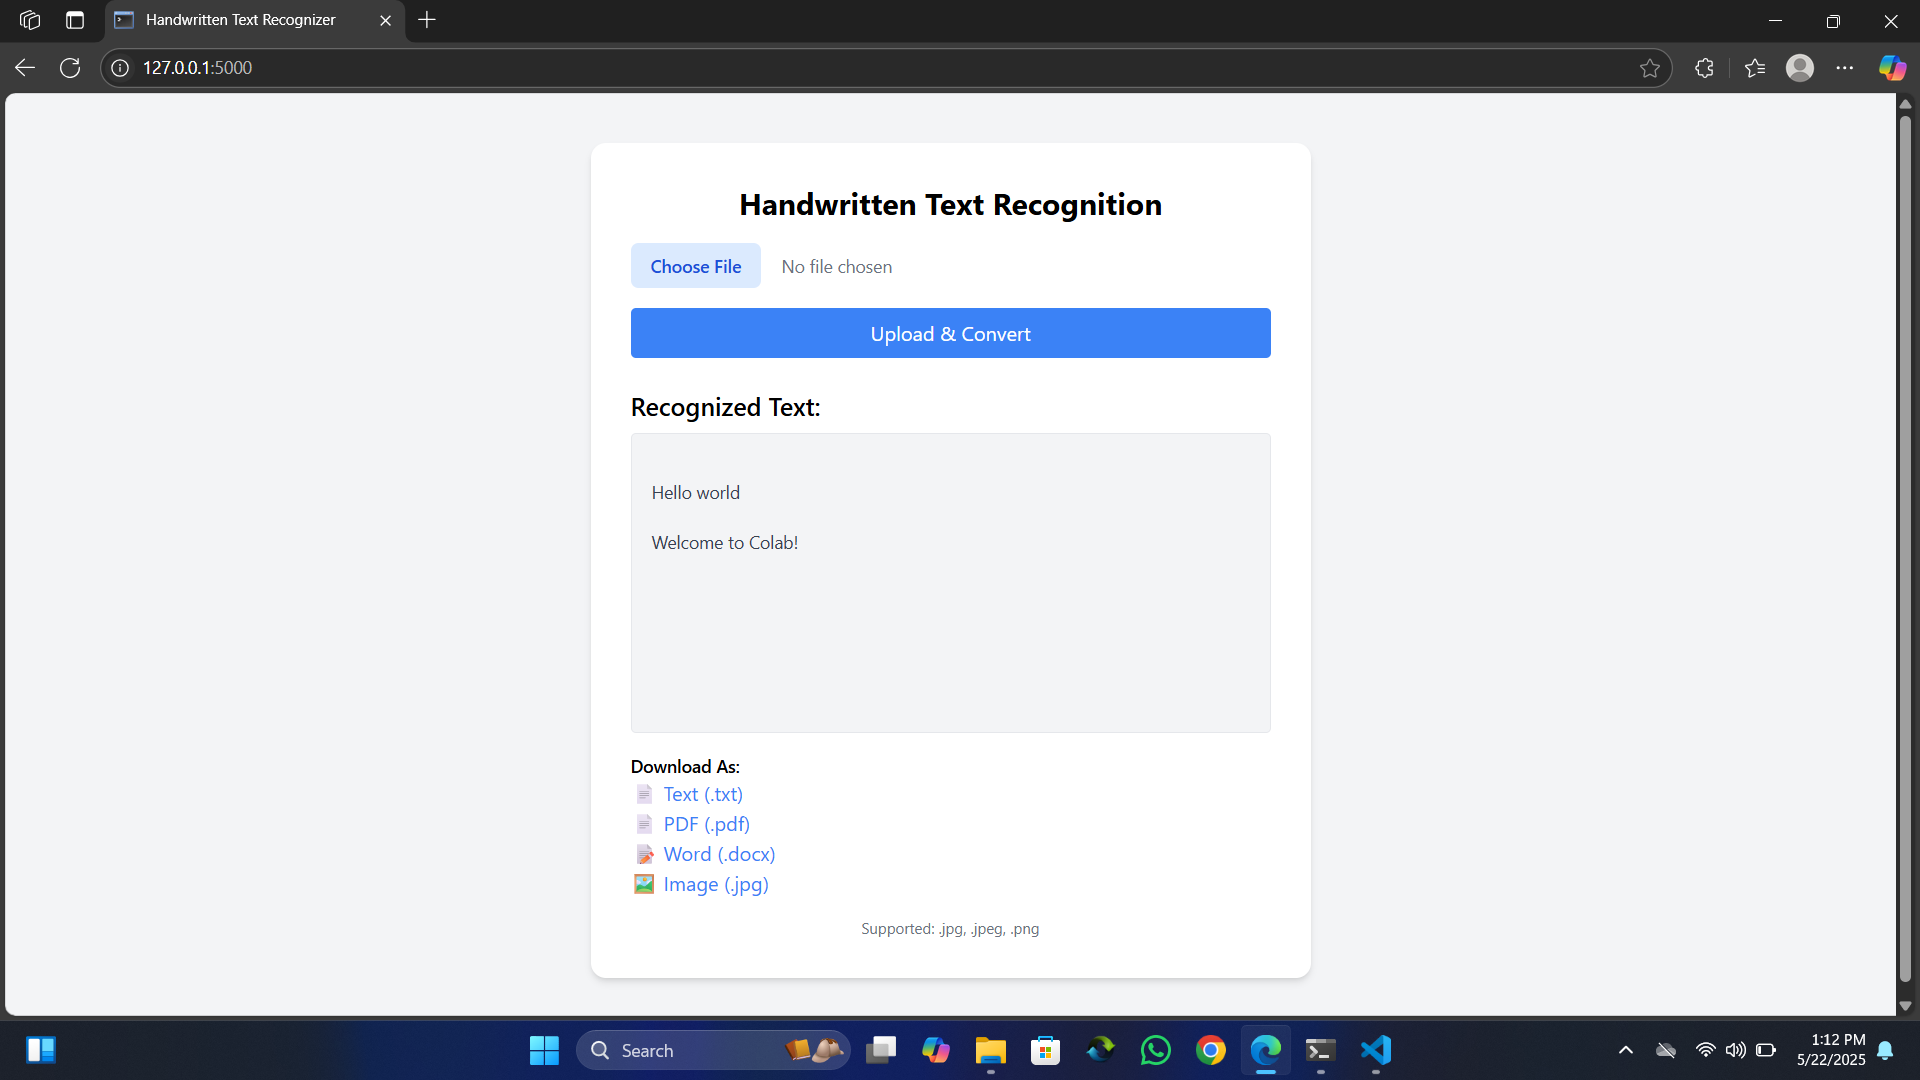 Handwritten Text Recognizer
127.0.0.1:5000
Handwritten Text Recognition
Choose File No file chosen
Upload & Convert
Recognized Text:
Hello world
Welcome to Colab!
Download As:
Text (.txt)
PDF (.pdf)
Word (.docx)
Image (.jpg)
Supported: .jpg, .jpeg, .png
Search
1:12 PM
5/22/2025